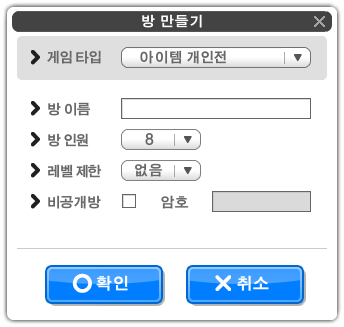 방 만들기
게임 타입 아이템 개인전
방 이름
방 인원 8
레벨 제한 없음
비공개방 암호
확인 취소